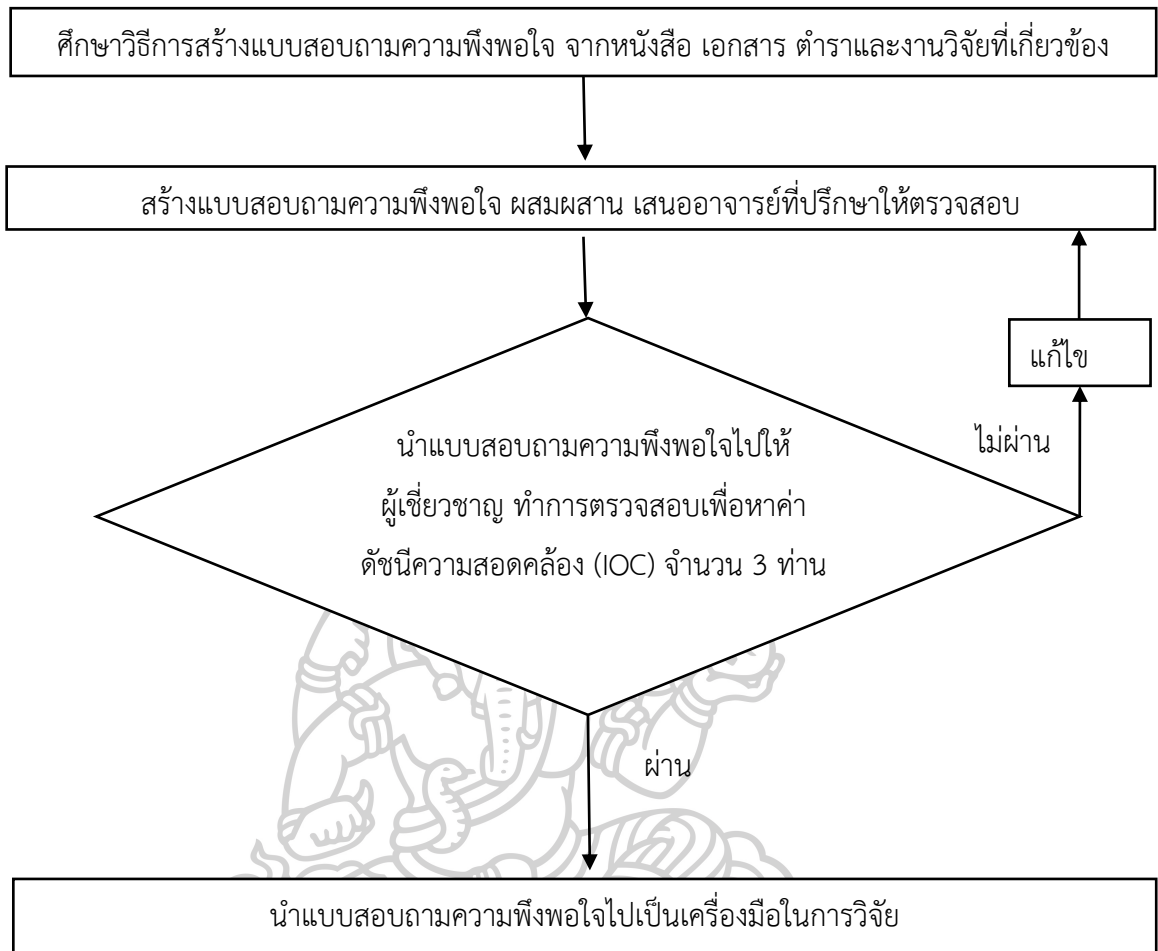 ศึกษาวิธีการสร้างแบบสอบถามความพึงพอใจ จากหนังสือ เอกสาร ตำราและงานวิจัยที่เกี่ยวข้อง
สร้างแบบสอบถามความพึงพอใจ ผสมผสาน เสนออาจารย์ที่ปรึกษาให้ตรวจสอบ
แก้ไข
ไม่ผ่าน
นำแบบสอบถามความพึงพอใจไปให้
ผู้เชี่ยวชาญ ทำการตรวจสอบเพื่อหาค่า
ดัชนีความสอดคล้อง (IOC) จำนวน 3 ท่าน
ผ่าน
นำแบบสอบถามความพึงพอใจไปเป็นเครื่องมือในการวิจัย